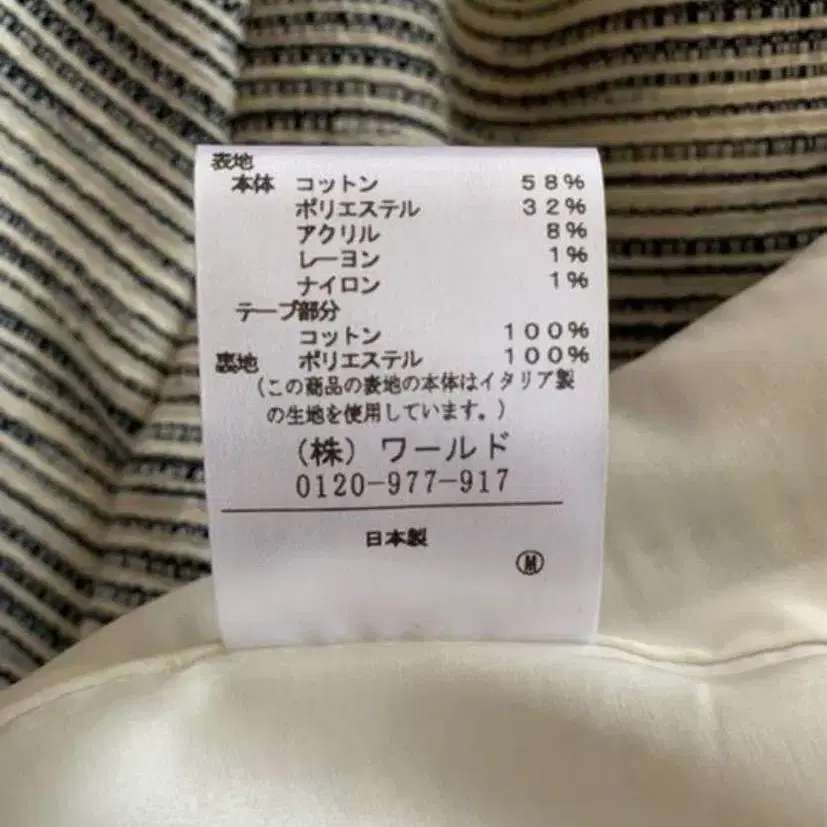 表地
本体 コットン 58%
ポリエステル 32%
アクリル 8%
レーヨン 1%
ナイロン 1%
テープ部分
コットン 100%
裏地 ポリエステル 100%
(この商品の表地の本体はイタリア製
の生地を使用しています。)
(株) ワールド
0120-977-917
日本製
Ⓜ